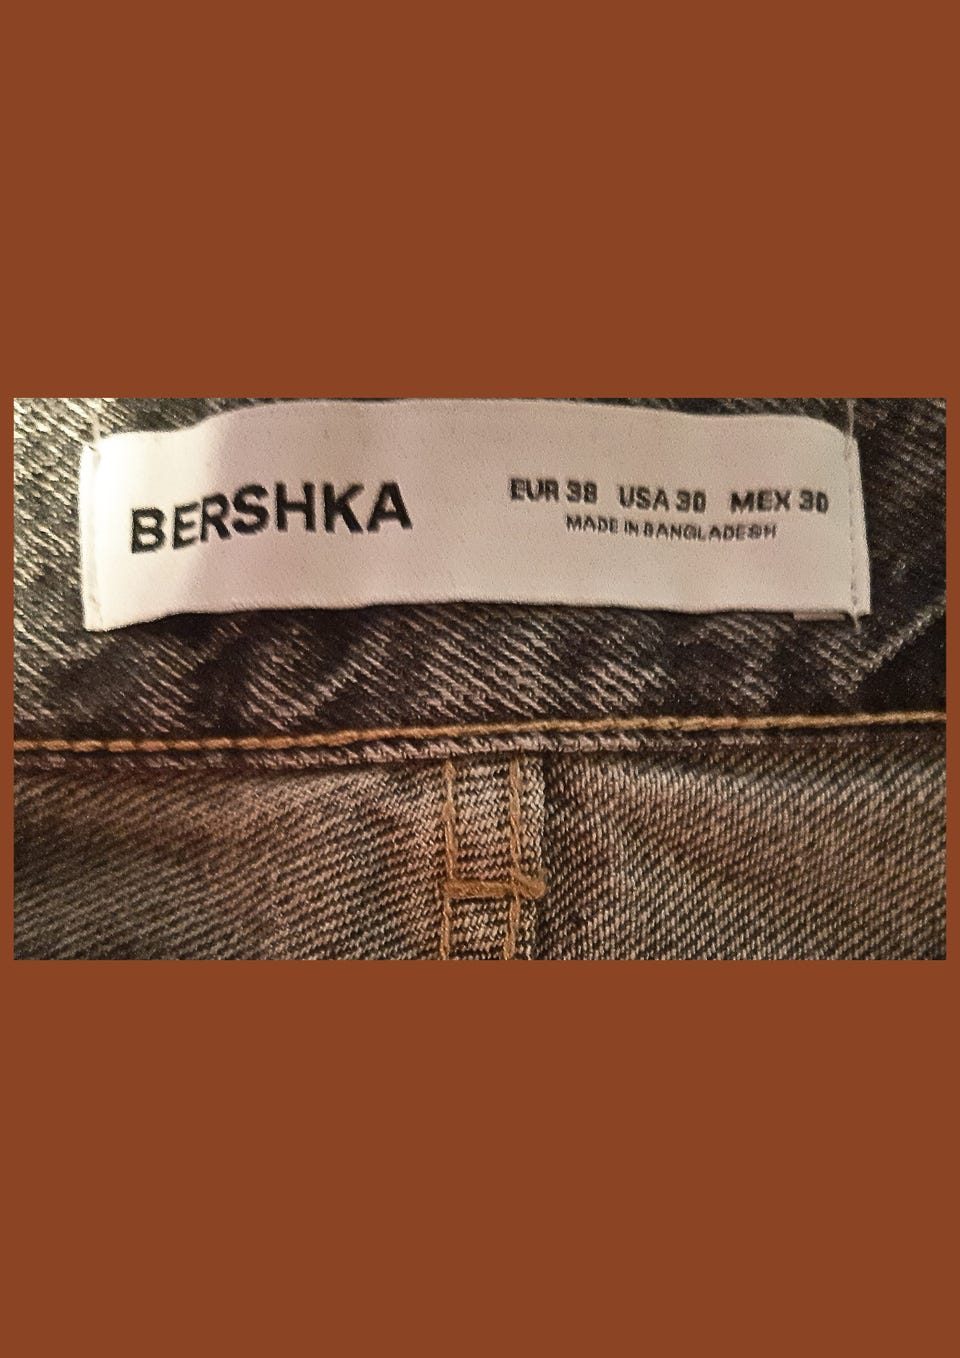 BERSHKA
EUR 38 USA 30 MEX 30
MADE IN BANGLADESH